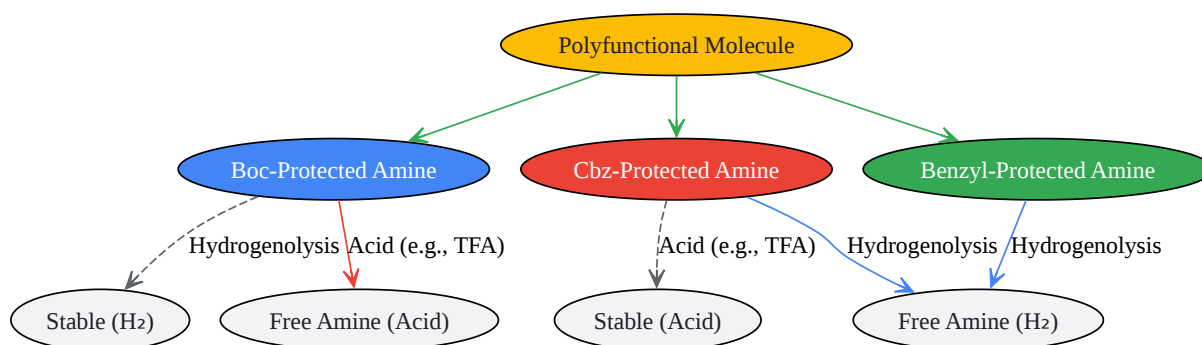 Polyfunctional Molecule
Boc-Protected Amine
Cbz-Protected Amine
Benzyl-Protected Amine
Hydrogenolysis
Acid (e.g., TFA)
Acid (e.g., TFA)
Hydrogenolysis
Hydrogenolysis
Stable (H₂)
Free Amine (Acid)
Stable (Acid)
Free Amine (H₂)